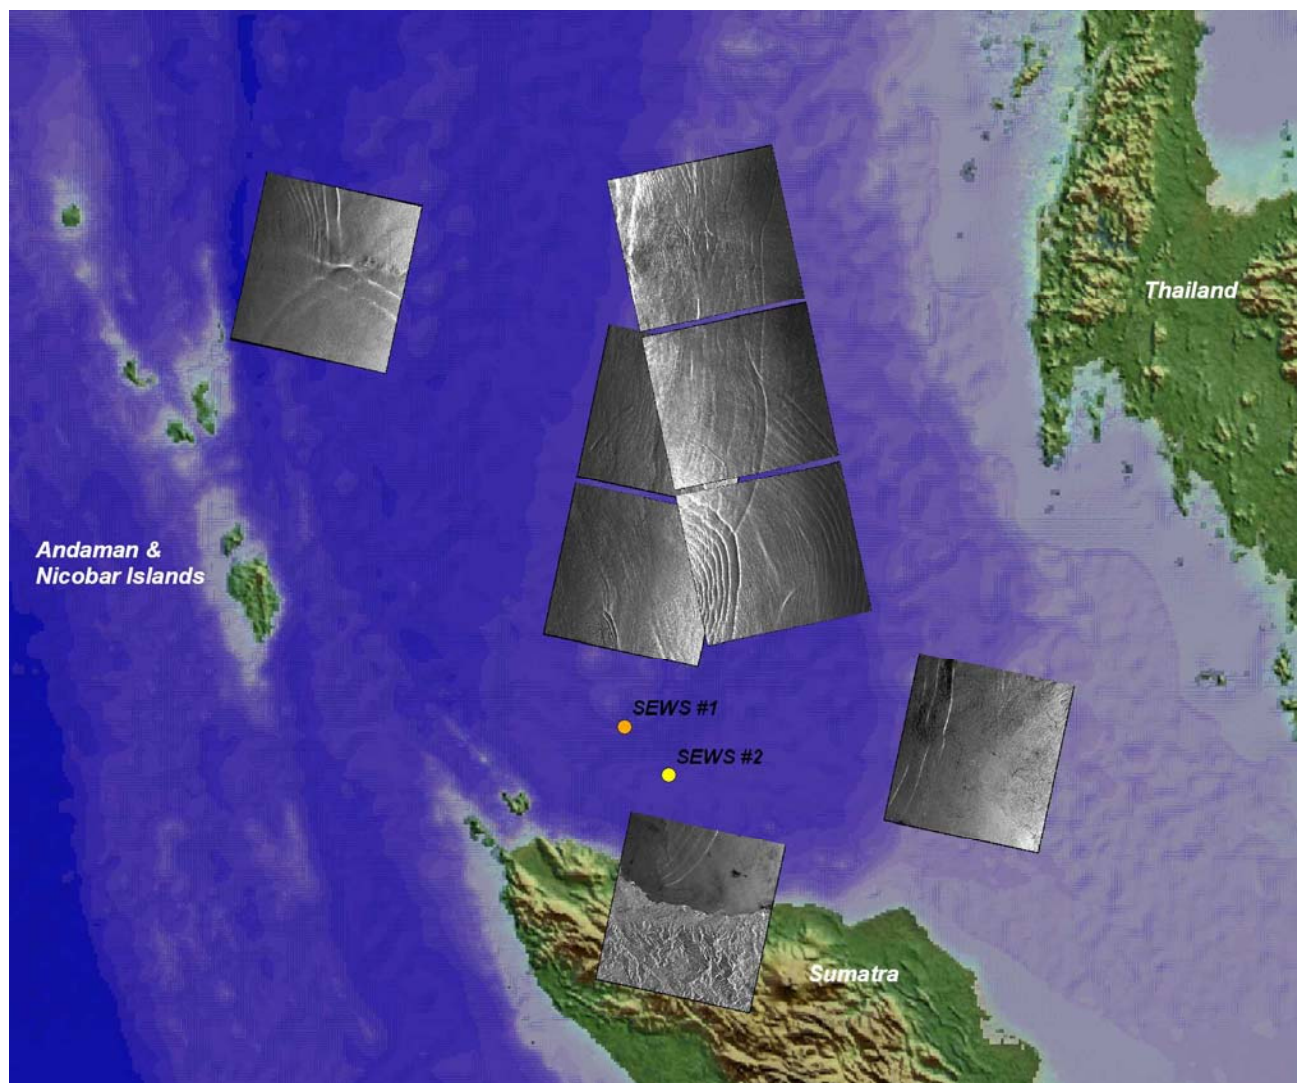 Thailand
Andaman &
Nicobar Islands
SEWS #1
SEWS #2
Sumatra